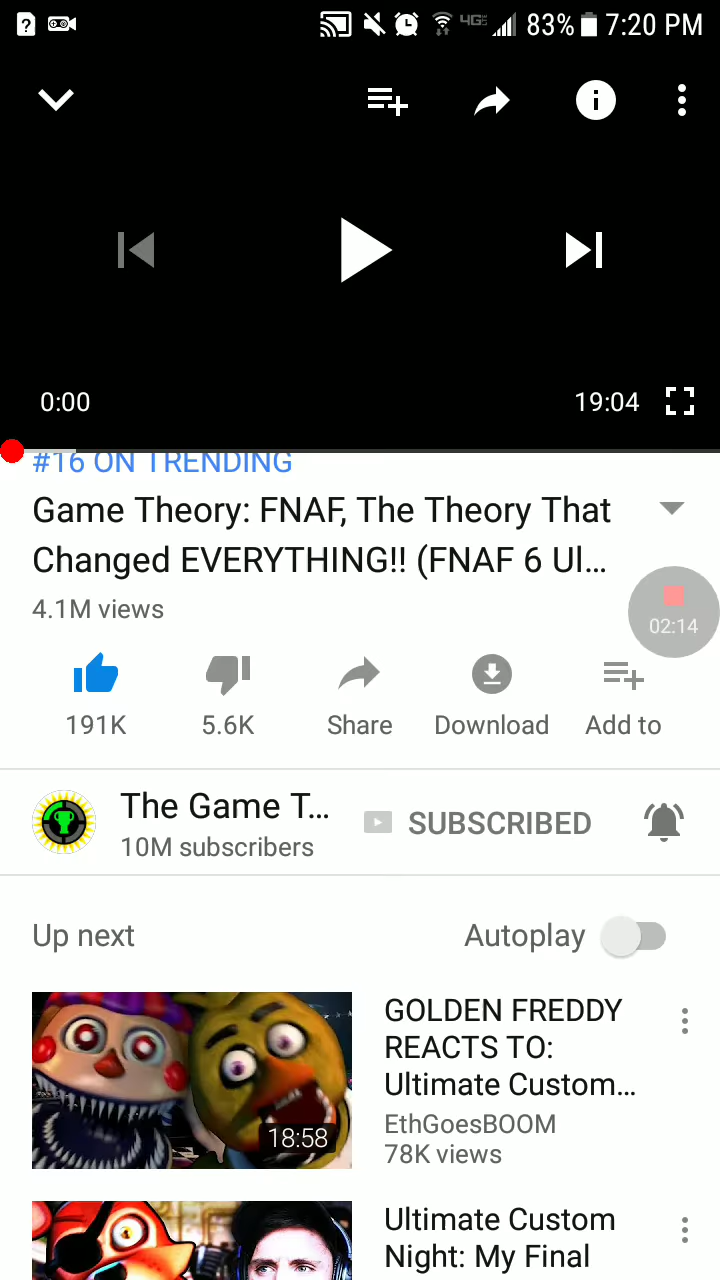 4G 83% 7:20 PM
0:00
19:04
#16 ON TRENDING
Game Theory: FNAF, The Theory That
Changed EVERYTHING!! (FNAF 6 Ul...
4.1M views
02:14
191K
5.6K
Share
Download
Add to
The Game T...
10M subscribers
SUBSCRIBED
Up next
Autoplay
18:58
GOLDEN FREDDY
REACTS TO:
Ultimate Custom...
EthGoesBOOM
78K views
Ultimate Custom
Night: My Final